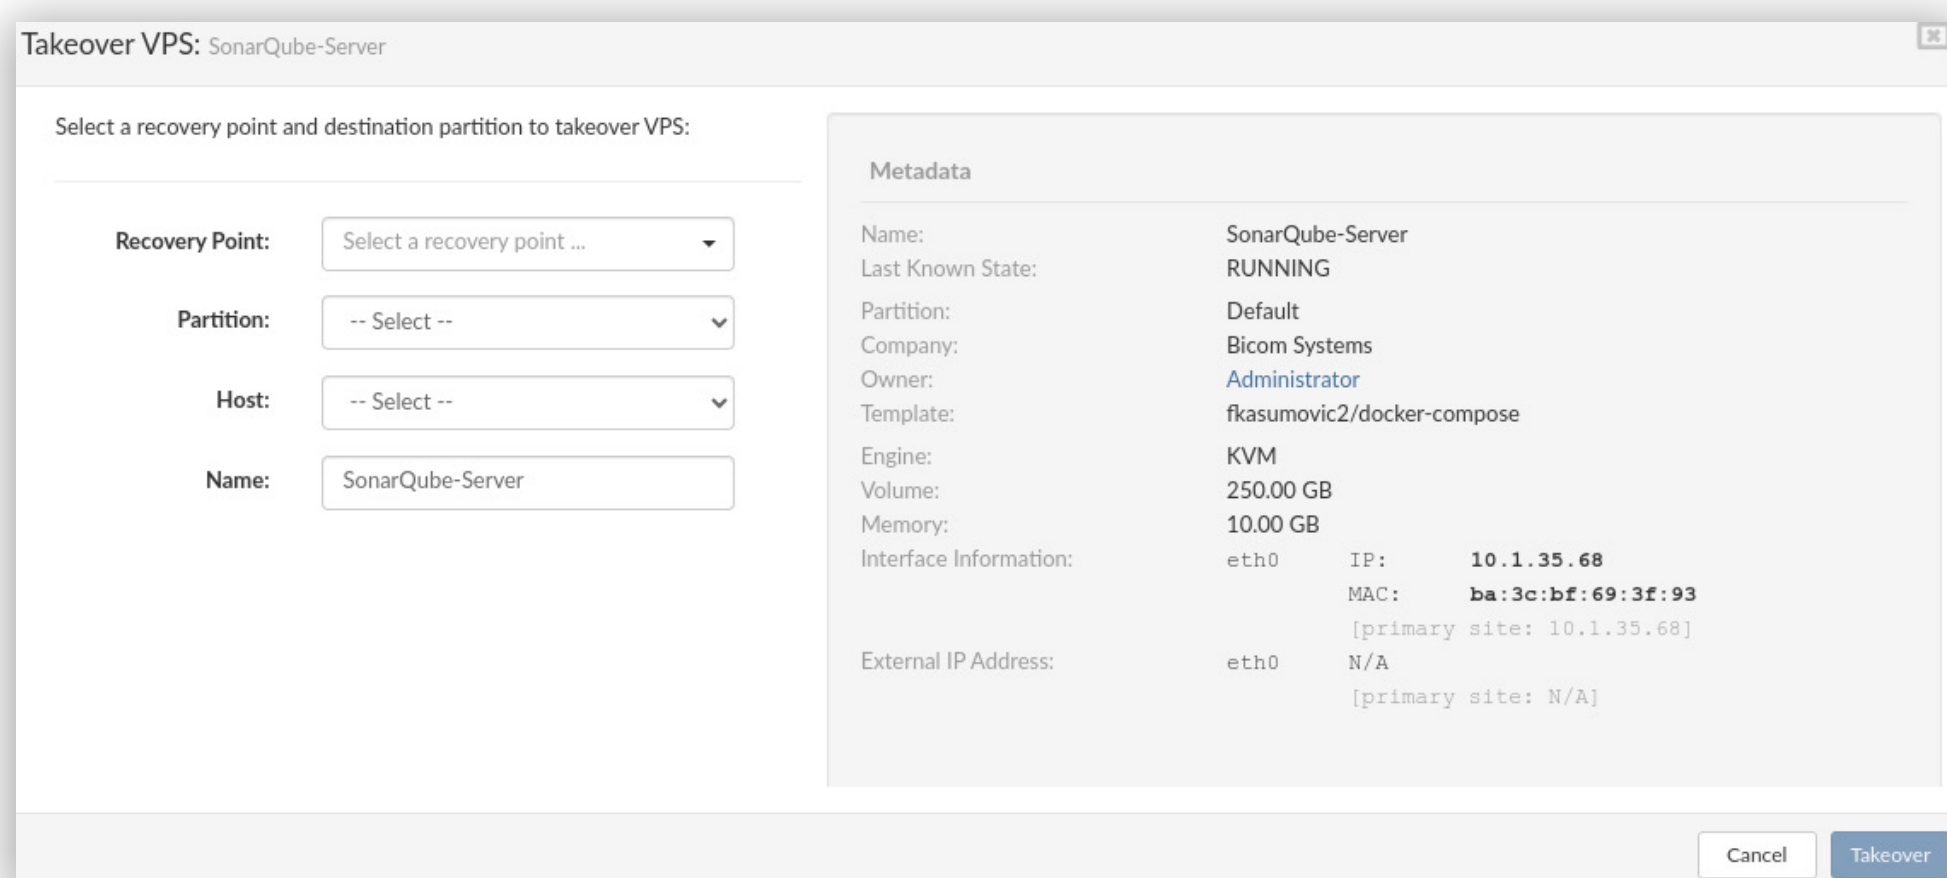 Takeover VPS: SonarQube-Server
Select a recovery point and destination partition to takeover VPS:
Recovery Point: Select a recovery point ...
Partition: -- Select --
Host: -- Select --
Name: SonarQube-Server
Metadata
Name: SonarQube-Server
Last Known State: RUNNING
Partition: Default
Company: Bicom Systems
Owner: Administrator
Template: fkasumovic2/docker-compose
Engine: KVM
Volume: 250.00 GB
Memory: 10.00 GB
Interface Information: eth0 IP: 10.1.35.68
MAC: ba:3c:bf:69:3f:93
[primary site: 10.1.35.68]
External IP Address: eth0 N/A
[primary site: N/A]
Cancel Takeover